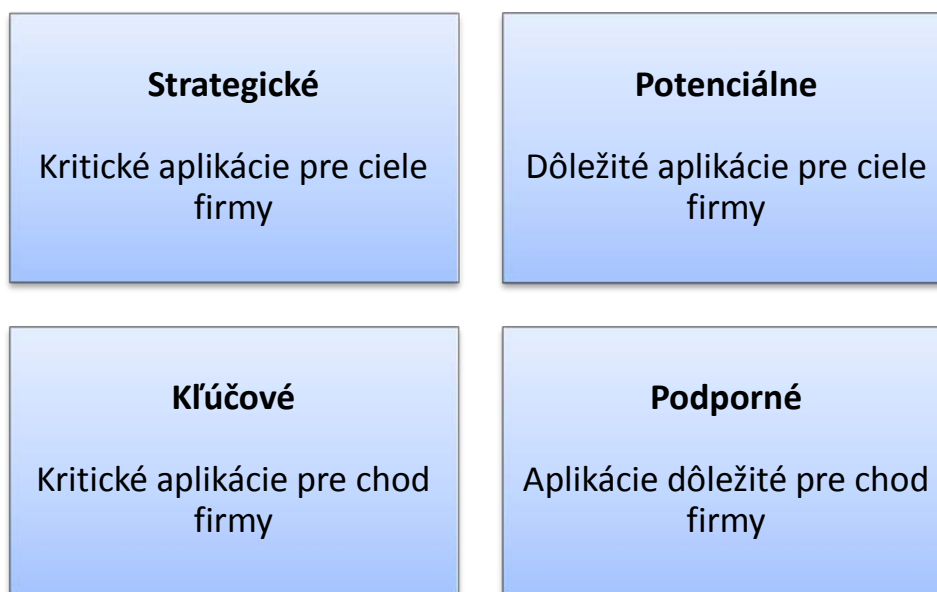 Strategické
Kritické aplikácie pre ciele
firmy
Potenciálne
Dôležité aplikácie pre ciele
firmy
Kľúčové
Kritické aplikácie pre chod
firmy
Podporné
Aplikácie dôležité pre chod
firmy